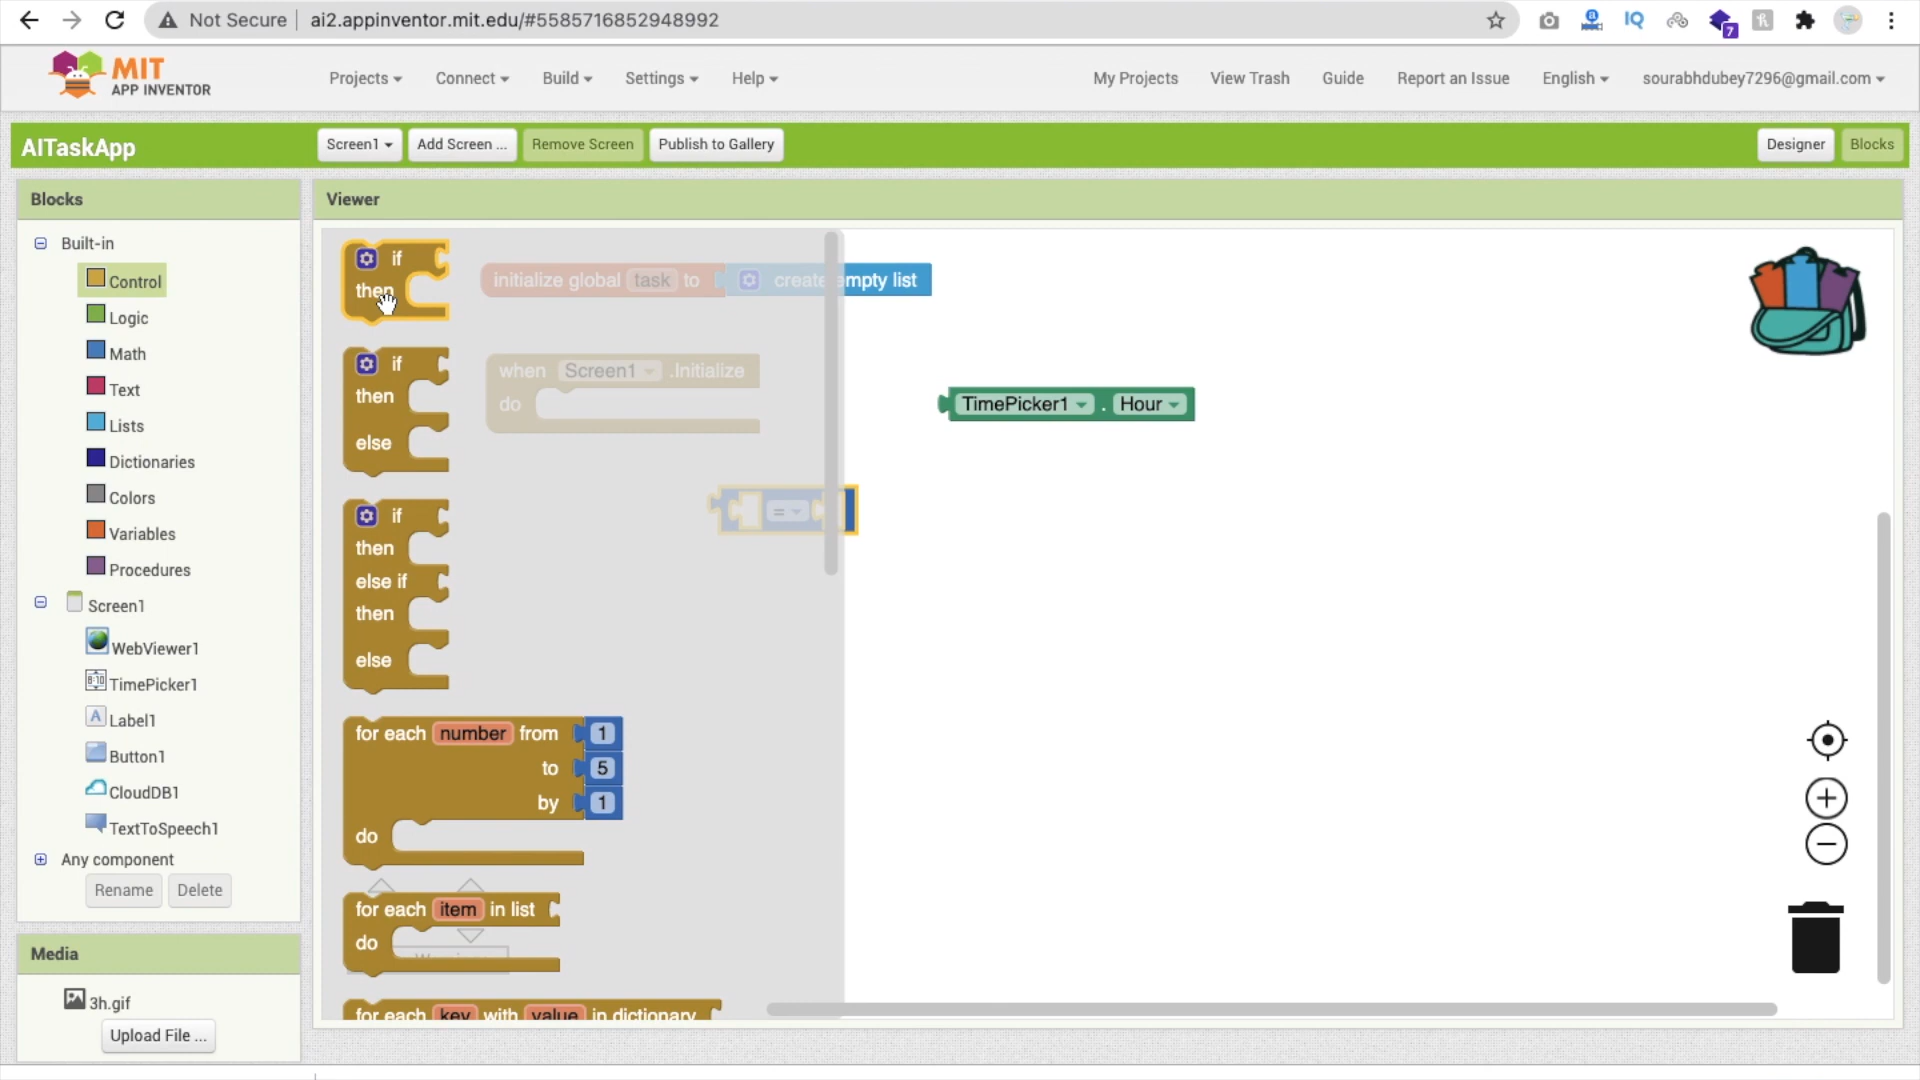 Not Secure
ai2.appinventor.mit.edu/#5585716852948992
IQ
7
MIT
APP INVENTOR
Projects
Connect
Build
Settings
Help
My Projects
View Trash
Guide
Report an Issue
English
sourabhdubey7296@gmail.com
AITaskApp
Screen1
Add Screen ...
Remove Screen
Publish to Gallery
Designer
Blocks
Blocks
Built-in
Control
Logic
Math
Text
Lists
Dictionaries
Colors
Variables
Procedures
Screen1
WebViewer1
TimePicker1
A
Label1
Button1
CloudDB1
TextToSpeech1
Any component
Rename
Delete
Media
3h.gif
Upload File ...
Viewer
if
then
if
then
else
if
then
else if
then
else
for each number from 1
to 5
by 1
do
for each item in list
do
for each key with value in dictionary
initialize global task to create empty list
when Screen1 .Initialize
do
=
TimePicker1 . Hour